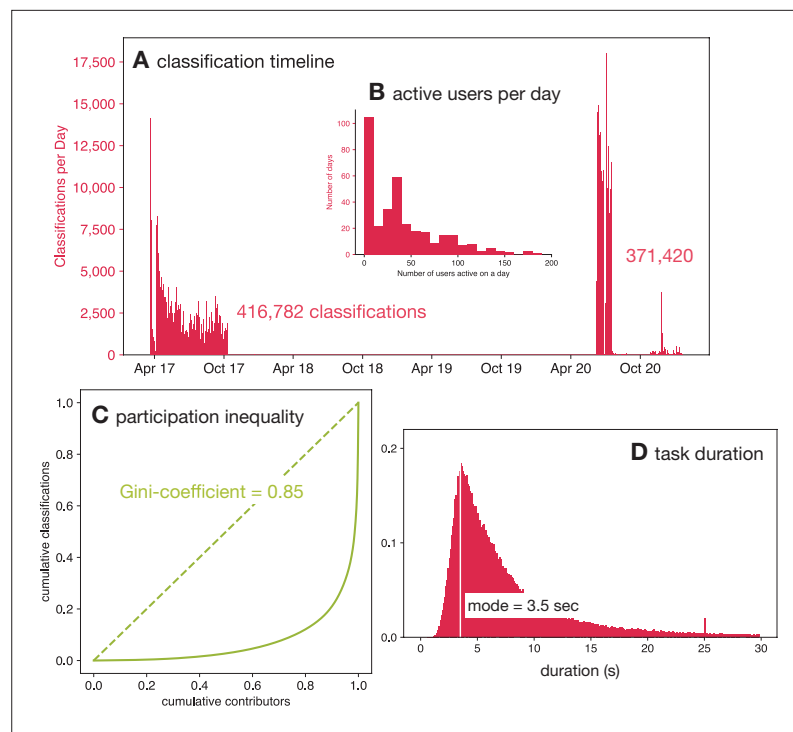 A classification timeline
17,500
15,000
12,500
10,000
7,500
5,000
2,500
0
Classifications per Day
B active users per day
100
80
60
40
20
0
Number of days
0 50 100 150 200
Number of users active on a day
371,420
416,782 classifications
Apr 17 Oct 17 Apr 18 Oct 18 Apr 19 Oct 19 Apr 20 Oct 20
C participation inequality
1.0
0.8
0.6
0.4
0.2
0.0
cumulative classifications
Gini-coefficient = 0.85
0.0 0.2 0.4 0.6 0.8 1.0
cumulative contributors
D task duration
0.2
0.1
0.0
mode = 3.5 sec
0 5 10 15 20 25 30
duration (s)